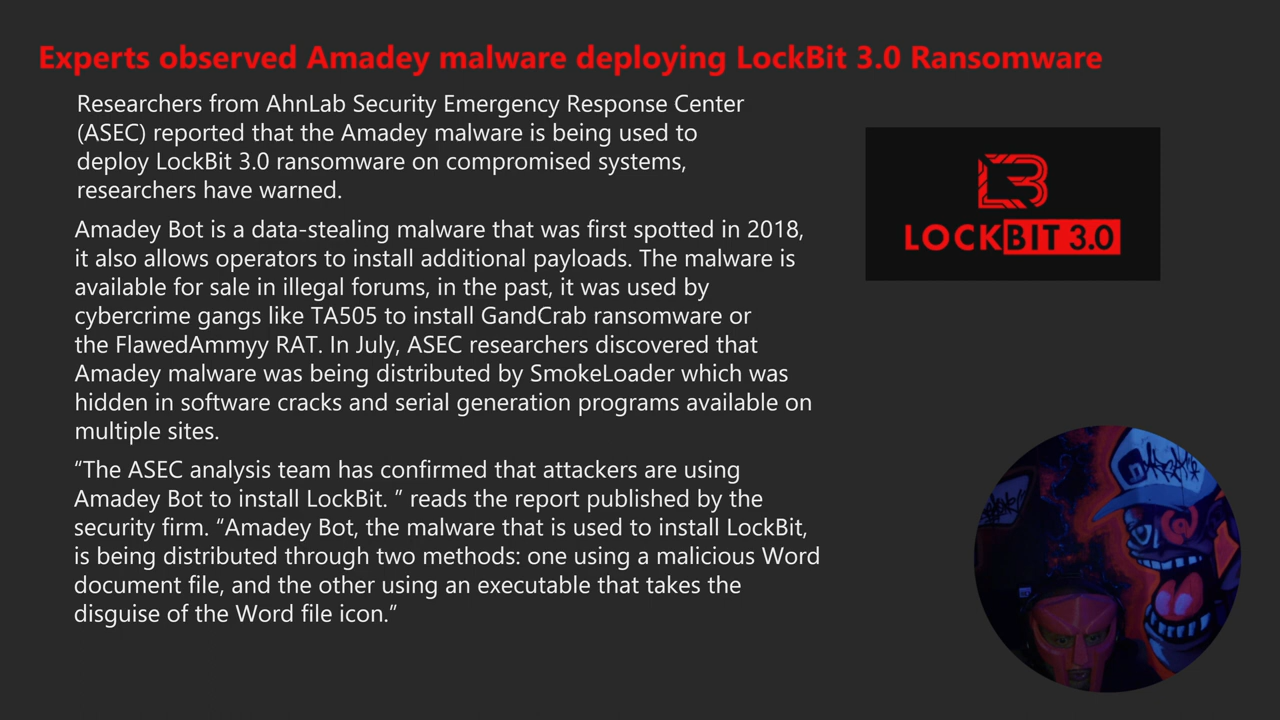 Experts observed Amadey malware deploying LockBit 3.0 Ransomware
Researchers from AhnLab Security Emergency Response Center
(ASEC) reported that the Amadey malware is being used to
deploy LockBit 3.0 ransomware on compromised systems,
researchers have warned.
Amadey Bot is a data-stealing malware that was first spotted in 2018,
it also allows operators to install additional payloads. The malware is
available for sale in illegal forums, in the past, it was used by
cybercrime gangs like TA505 to install GandCrab ransomware or
the FlawedAmmyy RAT. In July, ASEC researchers discovered that
Amadey malware was being distributed by SmokeLoader which was
hidden in software cracks and serial generation programs available on
multiple sites.
“The ASEC analysis team has confirmed that attackers are using
Amadey Bot to install LockBit. ” reads the report published by the
security firm. “Amadey Bot, the malware that is used to install LockBit,
is being distributed through two methods: one using a malicious Word
document file, and the other using an executable that takes the
disguise of the Word file icon.”
LOCKBIT 3.0